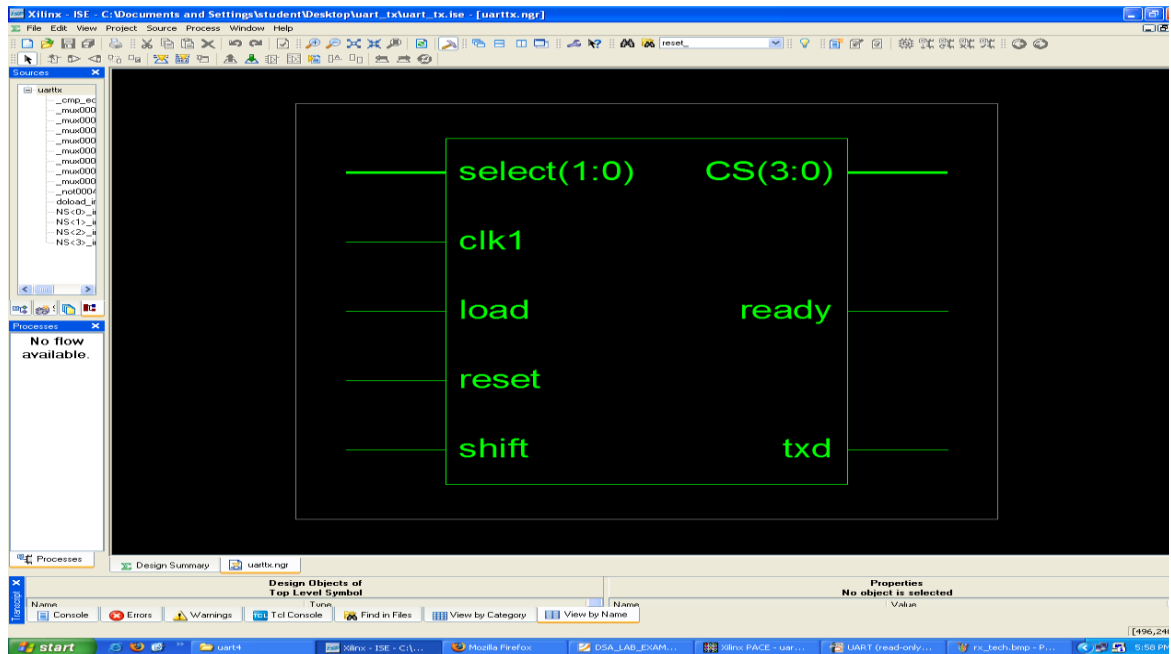 Xilinx - ISE - C:\Documents and Settings\student\Desktop\uart_tx\uart_tx.ise - [uarttx.ngr]
File Edit View Project Source Process Window Help
reset_
Sources
uarttx
_cmp_eq
_mux000
_mux000
_mux000
_mux000
_mux000
_mux000
_mux000
_mux000
_not0004
doload_i
NS<0>_i
NS<1>_i
NS<2>_i
NS<3>_i
select(1:0) CS(3:0)
clk1
load ready
reset
shift txd
Processes
No flow
available.
Processes
Design Summary uarttx.ngr
Transcript
Design Objects of
Top Level Symbol
Properties
No object is selected
Name Type Name Value
Console Errors Warnings Tcl Console Find in Files View by Category View by Name
[496,24
start uart4 Xilinx - ISE - C:\... Mozilla Firefox DSA_LAB_EXAM... Xilinx PACE - uar... UART (read-only... rx_tech.bmp - P... 5:58 PM